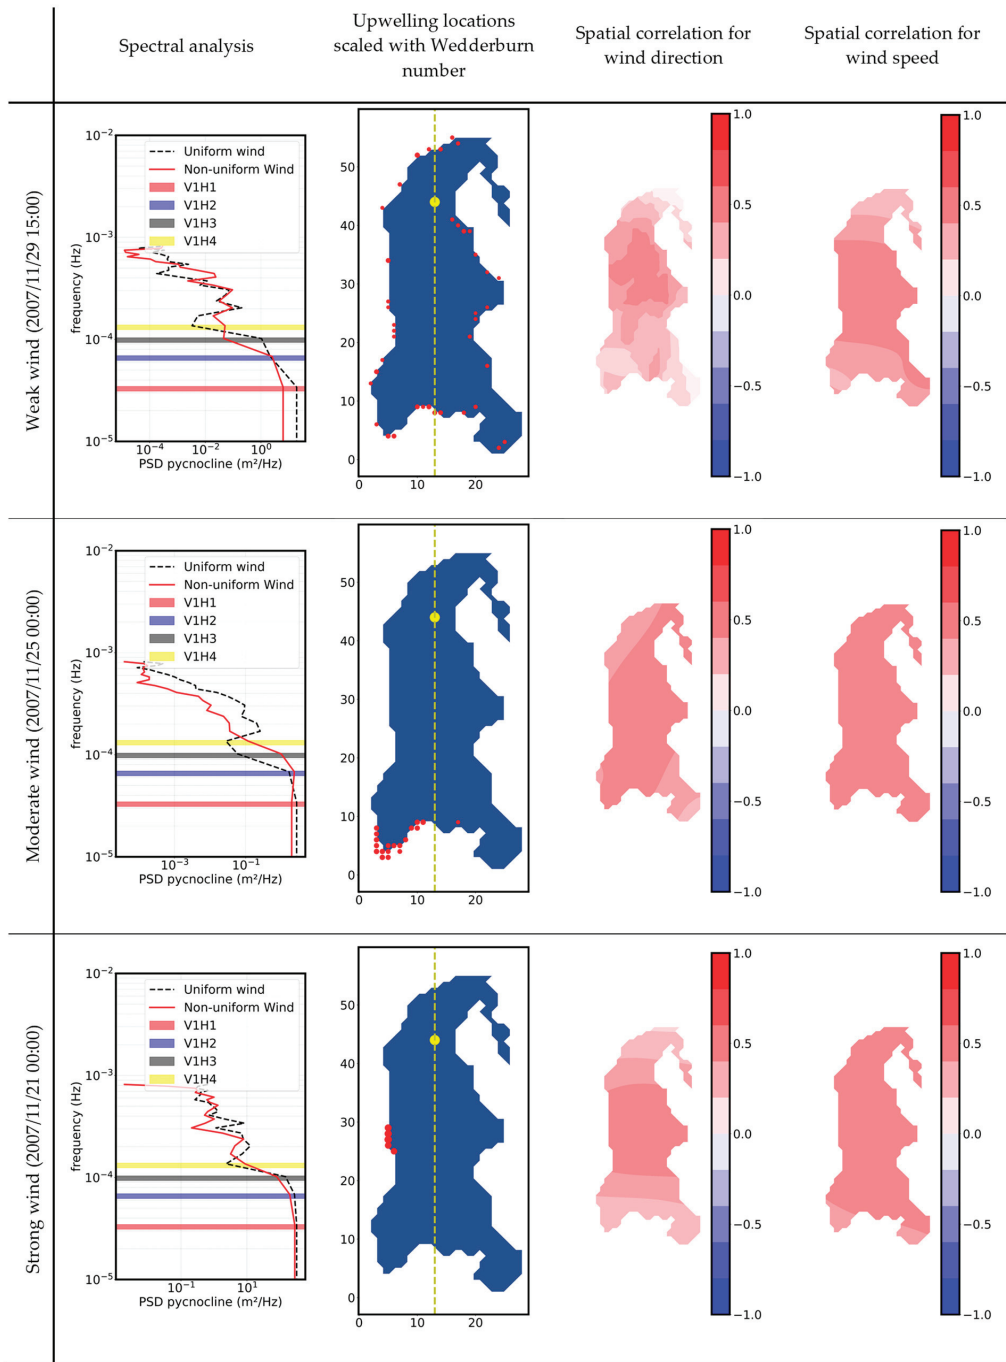 Spectral analysis
Upwelling locations
scaled with Wedderburn
number
Spatial correlation for
wind direction
Spatial correlation for
wind speed
Weak wind (2007/11/29 15:00)
frequency (Hz)
10⁻²
10⁻³
10⁻⁴
10⁻⁵
Uniform wind
Non-uniform Wind
V1H1
V1H2
V1H3
V1H4
10⁻⁴ 10⁻² 10⁰
PSD pycnocline (m²/Hz)
50
40
30
20
10
0
0 10 20
1.0
0.5
0.0
−0.5
−1.0
1.0
0.5
0.0
−0.5
−1.0
Moderate wind (2007/11/25 00:00)
frequency (Hz)
10⁻²
10⁻³
10⁻⁴
10⁻⁵
Uniform wind
Non-uniform Wind
V1H1
V1H2
V1H3
V1H4
10⁻³ 10⁻¹
PSD pycnocline (m²/Hz)
50
40
30
20
10
0
0 10 20
1.0
0.5
0.0
−0.5
−1.0
1.0
0.5
0.0
−0.5
−1.0
Strong wind (2007/11/21 00:00)
frequency (Hz)
10⁻²
10⁻³
10⁻⁴
10⁻⁵
Uniform wind
Non-uniform Wind
V1H1
V1H2
V1H3
V1H4
10⁻¹ 10¹
PSD pycnocline (m²/Hz)
50
40
30
20
10
0
0 10 20
1.0
0.5
0.0
−0.5
−1.0
1.0
0.5
0.0
−0.5
−1.0